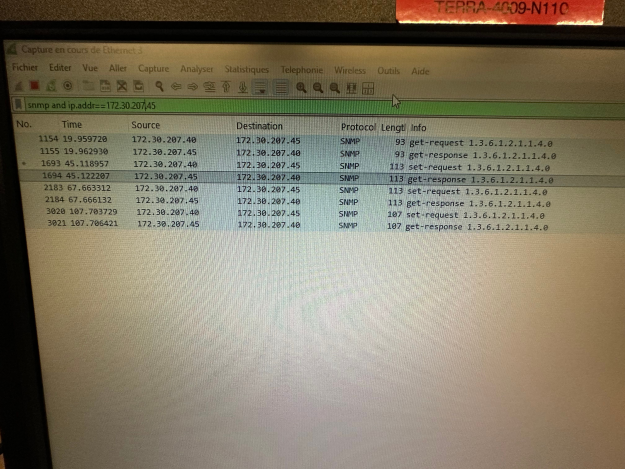 TERRA-4009-N110
Capture en cours de Ethernet 3
Fichier Editer Vue Aller Capture Analyser Statistiques Telephonie Wireless Outils Aide
snmp and ip.addr==172.30.207.45
No. Time Source Destination Protocol Lengtl Info
1154 19.959720 172.30.207.40 172.30.207.45 SNMP 93 get-request 1.3.6.1.2.1.1.4.0
1155 19.962930 172.30.207.45 172.30.207.40 SNMP 93 get-response 1.3.6.1.2.1.1.4.0
1693 45.118957 172.30.207.40 172.30.207.45 SNMP 113 set-request 1.3.6.1.2.1.1.4.0
1694 45.122207 172.30.207.45 172.30.207.40 SNMP 113 get-response 1.3.6.1.2.1.1.4.0
2183 67.663312 172.30.207.40 172.30.207.45 SNMP 113 set-request 1.3.6.1.2.1.1.4.0
2184 67.666132 172.30.207.45 172.30.207.40 SNMP 113 get-response 1.3.6.1.2.1.1.4.0
3020 107.703729 172.30.207.40 172.30.207.45 SNMP 107 set-request 1.3.6.1.2.1.1.4.0
3021 107.706421 172.30.207.45 172.30.207.40 SNMP 107 get-response 1.3.6.1.2.1.1.4.0